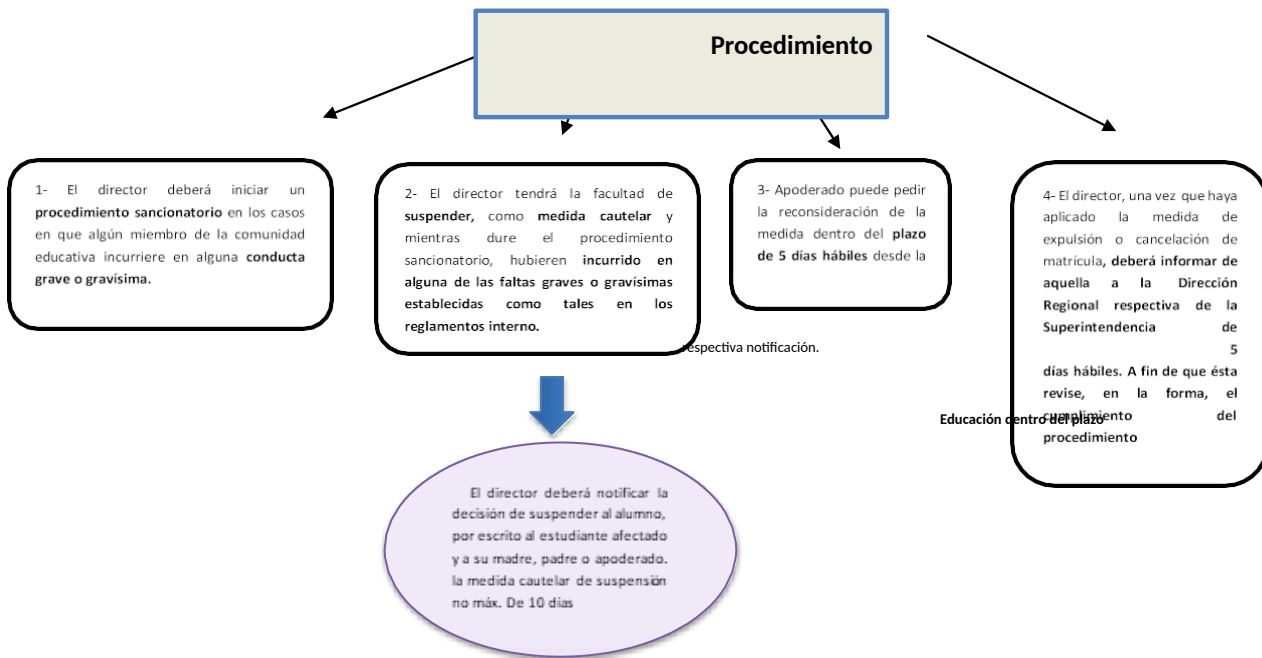 Procedimiento
1- El director deberá iniciar un
procedimiento sancionatorio en los casos
en que algún miembro de la comunidad
educativa incurriere en alguna conducta
grave o gravísima.
2- El director tendrá la facultad de
suspender, como medida cautelar y
mientras dure el procedimiento
sancionatorio, hubieren incurrido en
alguna de las faltas graves o gravísimas
establecidas como tales en los
reglamentos interno.
3- Apoderado puede pedir
la reconsideración de la
medida dentro del plazo
de 5 días hábiles desde la
respectiva notificación.
4- El director, una vez que haya
aplicado la medida de
expulsión o cancelación de
matrícula, deberá informar de
aquella a la Dirección
Regional respectiva de la
Superintendencia de
5
días hábiles. A fin de que ésta
revise, en la forma, el
cumplimiento del
procedimiento
Educación dentro del plazo
El director deberá notificar la
decisión de suspender al alumno,
por escrito al estudiante afectado
y a su madre, padre o apoderado.
la medida cautelar de suspensión
no máx. De 10 días